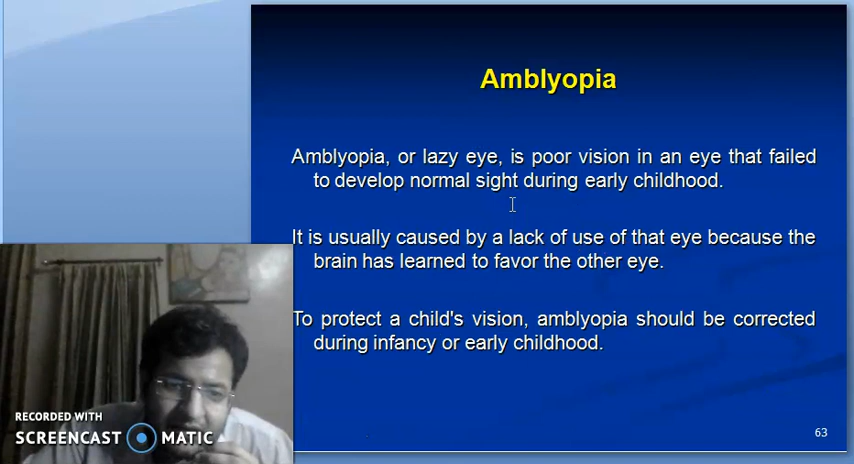 Amblyopia
Amblyopia, or lazy eye, is poor vision in an eye that failed
to develop normal sight during early childhood.
It is usually caused by a lack of use of that eye because the
brain has learned to favor the other eye.
To protect a child's vision, amblyopia should be corrected
during infancy or early childhood.
RECORDED WITH
SCREENCAST MATIC
63